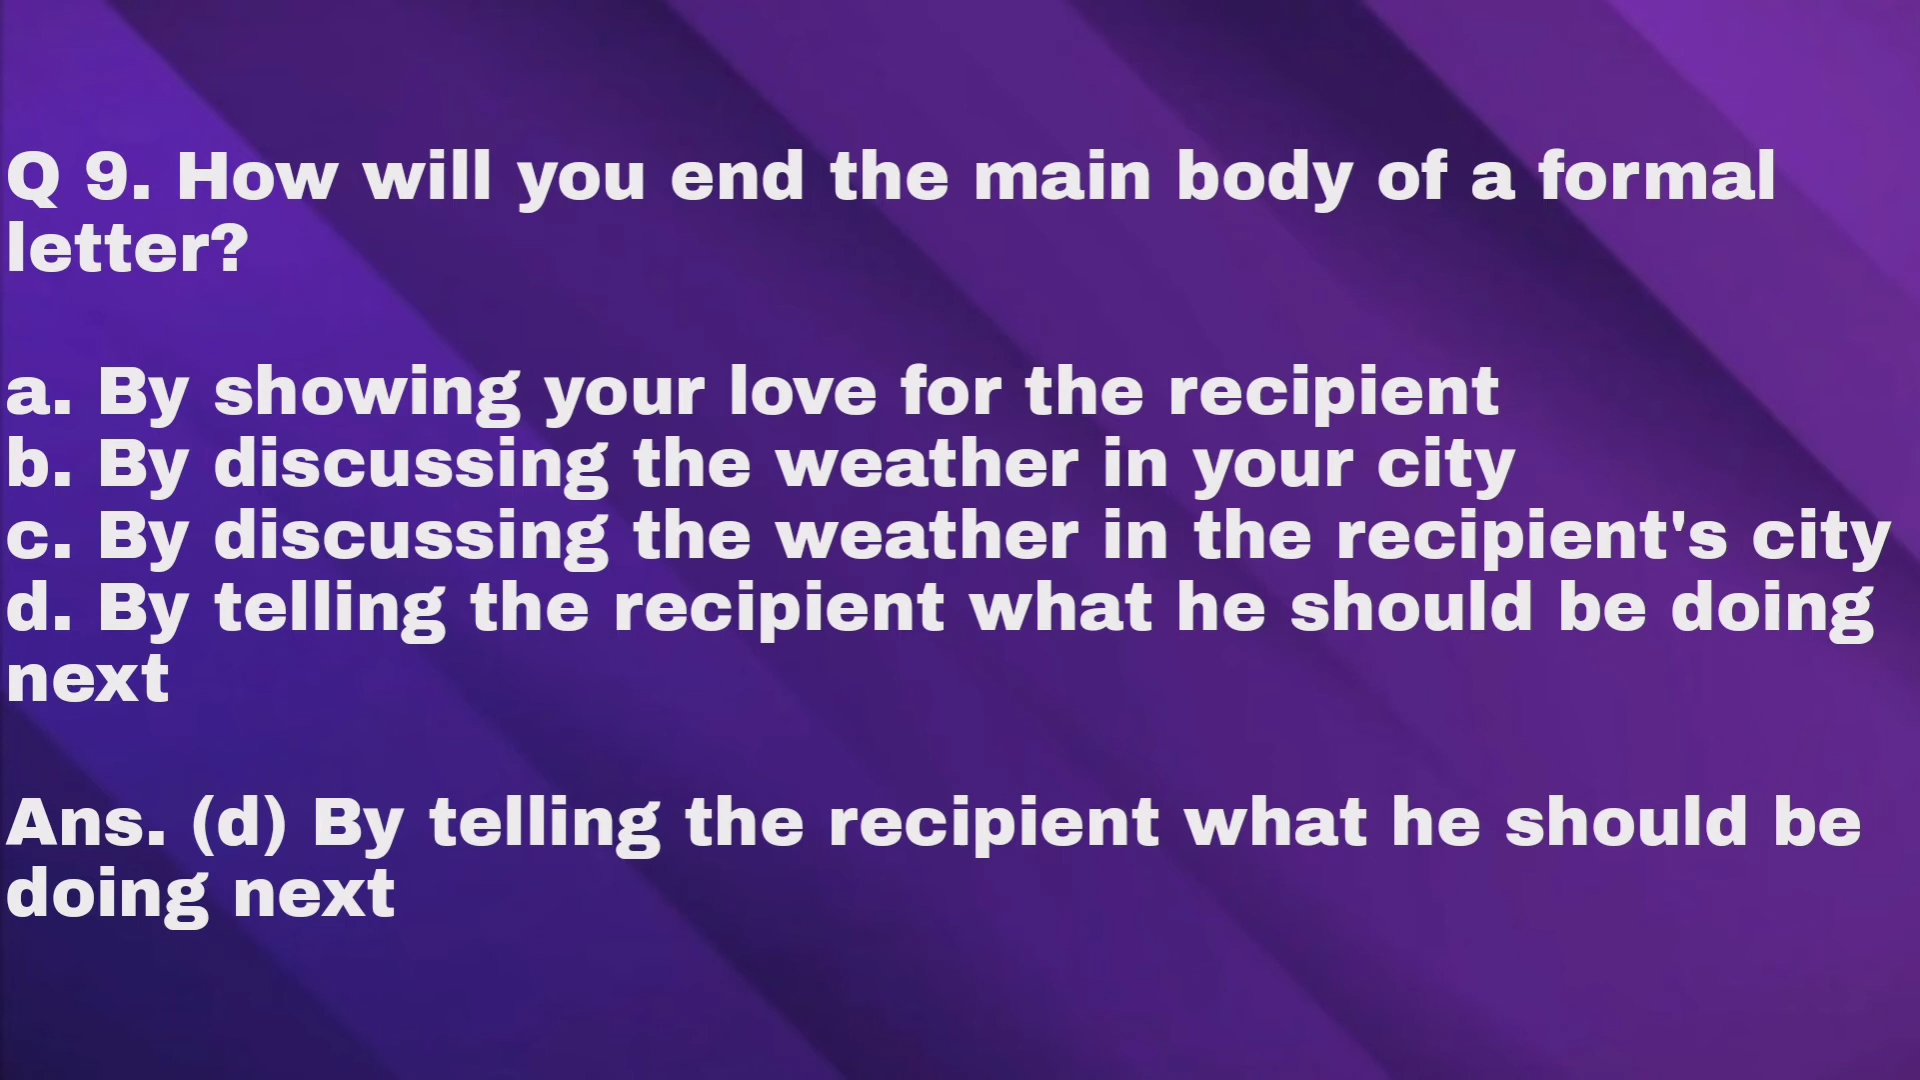 Q 9. How will you end the main body of a formal
letter?
a. By showing your love for the recipient
b. By discussing the weather in your city
c. By discussing the weather in the recipient's city
d. By telling the recipient what he should be doing
next
Ans. (d) By telling the recipient what he should be
doing next